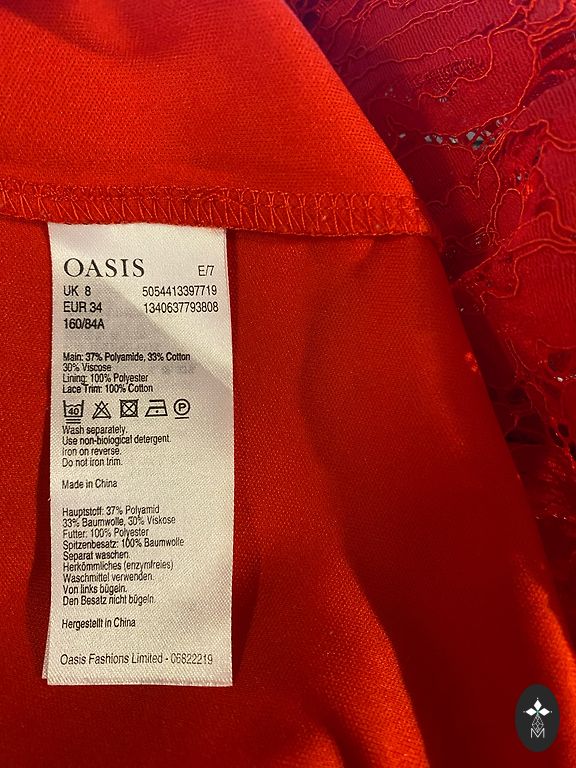 OASIS E/7
UK 8 5054413397719
EUR 34 1340637793808
160/84A
Main: 37% Polyamide, 33% Cotton
30% Viscose
Lining: 100% Polyester
Lace Trim: 100% Cotton
40 P
Wash separately.
Use non-biological detergent.
Iron on reverse.
Do not iron trim.
Made in China
Hauptstoff: 37% Polyamid
33% Baumwolle, 30% Viskose
Futter: 100% Polyester
Spitzenbesatz: 100% Baumwolle
Separat waschen.
Herkömmliches (enzymfreies)
Waschmittel verwenden.
Von links bügeln.
Den Besatz nicht bügeln.
Hergestellt in China
Oasis Fashions Limited - 06822219
M